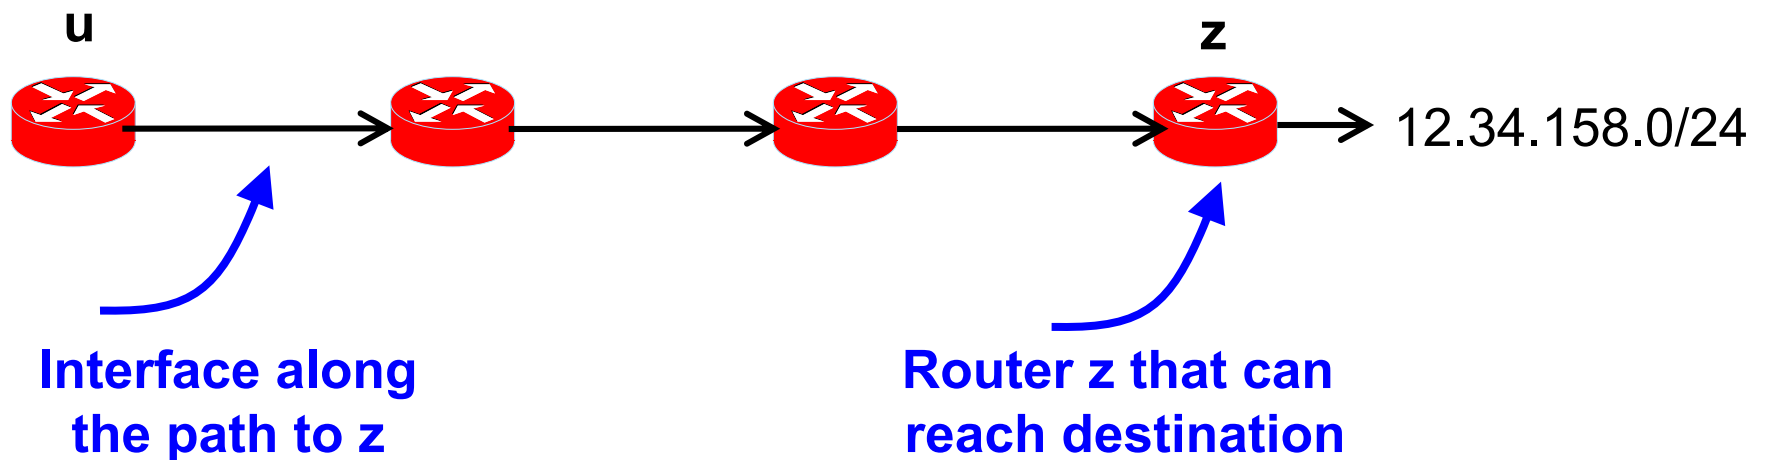 u
z
12.34.158.0/24
Interface along
the path to z
Router z that can
reach destination